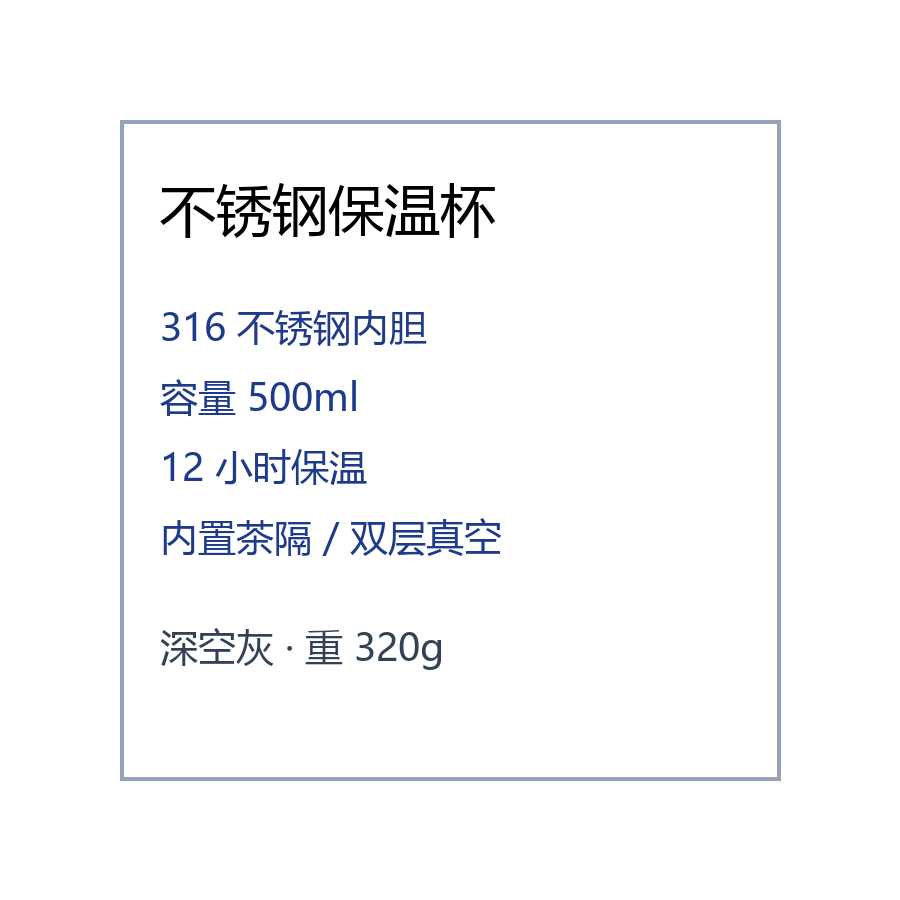 不锈钢保温杯
316 不锈钢内胆
容量 500ml
12 小时保温
内置茶隔 / 双层真空
深空灰 · 重 320g